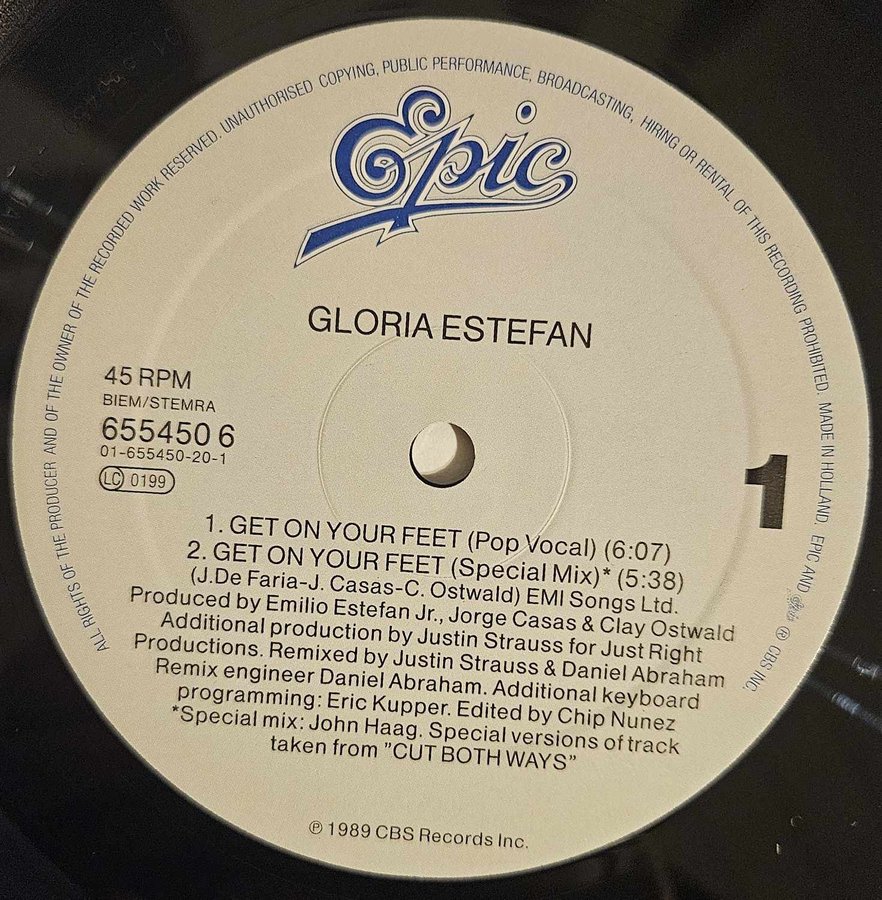 ALL RIGHTS OF THE PRODUCER AND OF THE OWNER OF THE RECORDED WORK RESERVED. UNAUTHORISED COPYING, PUBLIC PERFORMANCE, BROADCASTING, HIRING OR RENTAL OF THIS RECORDING PROHIBITED. MADE IN HOLLAND. EPIC AND ® CBS INC.
Epic
GLORIA ESTEFAN
45 RPM
BIEM/STEMRA
655450 6
01-655450-20-1
LC 0199
1
1. GET ON YOUR FEET (Pop Vocal) (6:07)
2. GET ON YOUR FEET (Special Mix)* (5:38)
(J.De Faria-J. Casas-C. Ostwald) EMI Songs Ltd.
Produced by Emilio Estefan Jr., Jorge Casas & Clay Ostwald
Additional production by Justin Strauss for Just Right
Productions. Remixed by Justin Strauss & Daniel Abraham
Remix engineer Daniel Abraham. Additional keyboard
programming: Eric Kupper. Edited by Chip Nunez
*Special mix: John Haag. Special versions of track
taken from "CUT BOTH WAYS"
℗ 1989 CBS Records Inc.